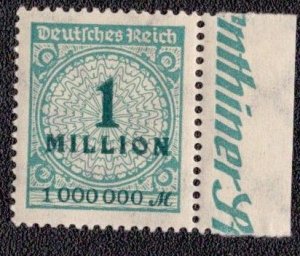 Deutsches Reich
1
MILLION
1 000 000 M